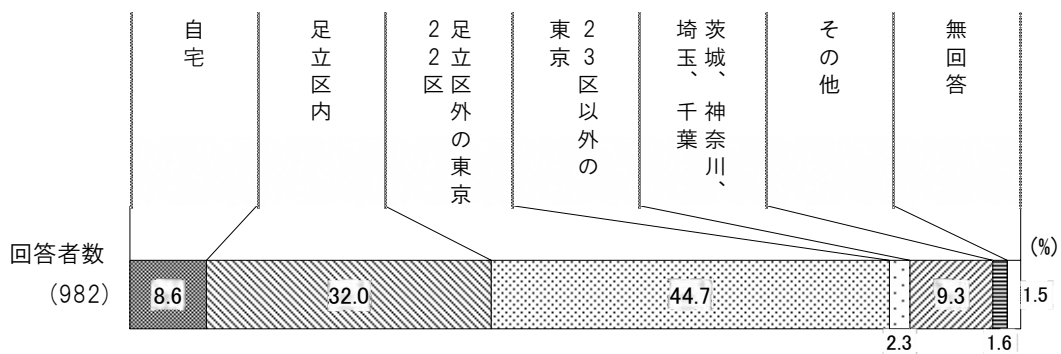 自宅
足立区内
足立区外の東京
２２区
２３区以外の
東京
茨城、神奈川、
埼玉、千葉
その他
無回答
(%)
回答者数
(982)
8.6
32.0
44.7
2.3
9.3
1.6
1.5